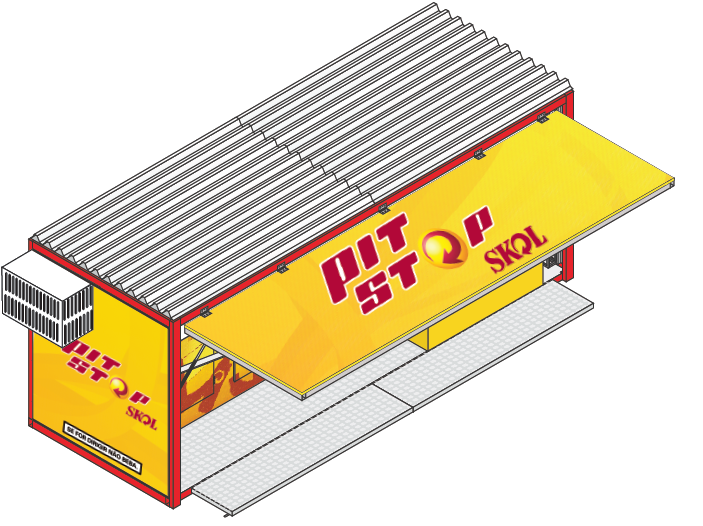 PIT
STOP
SKOL
PIT
STOP
SKOL
SE FOR DIRIGIR NÃO BEBA.